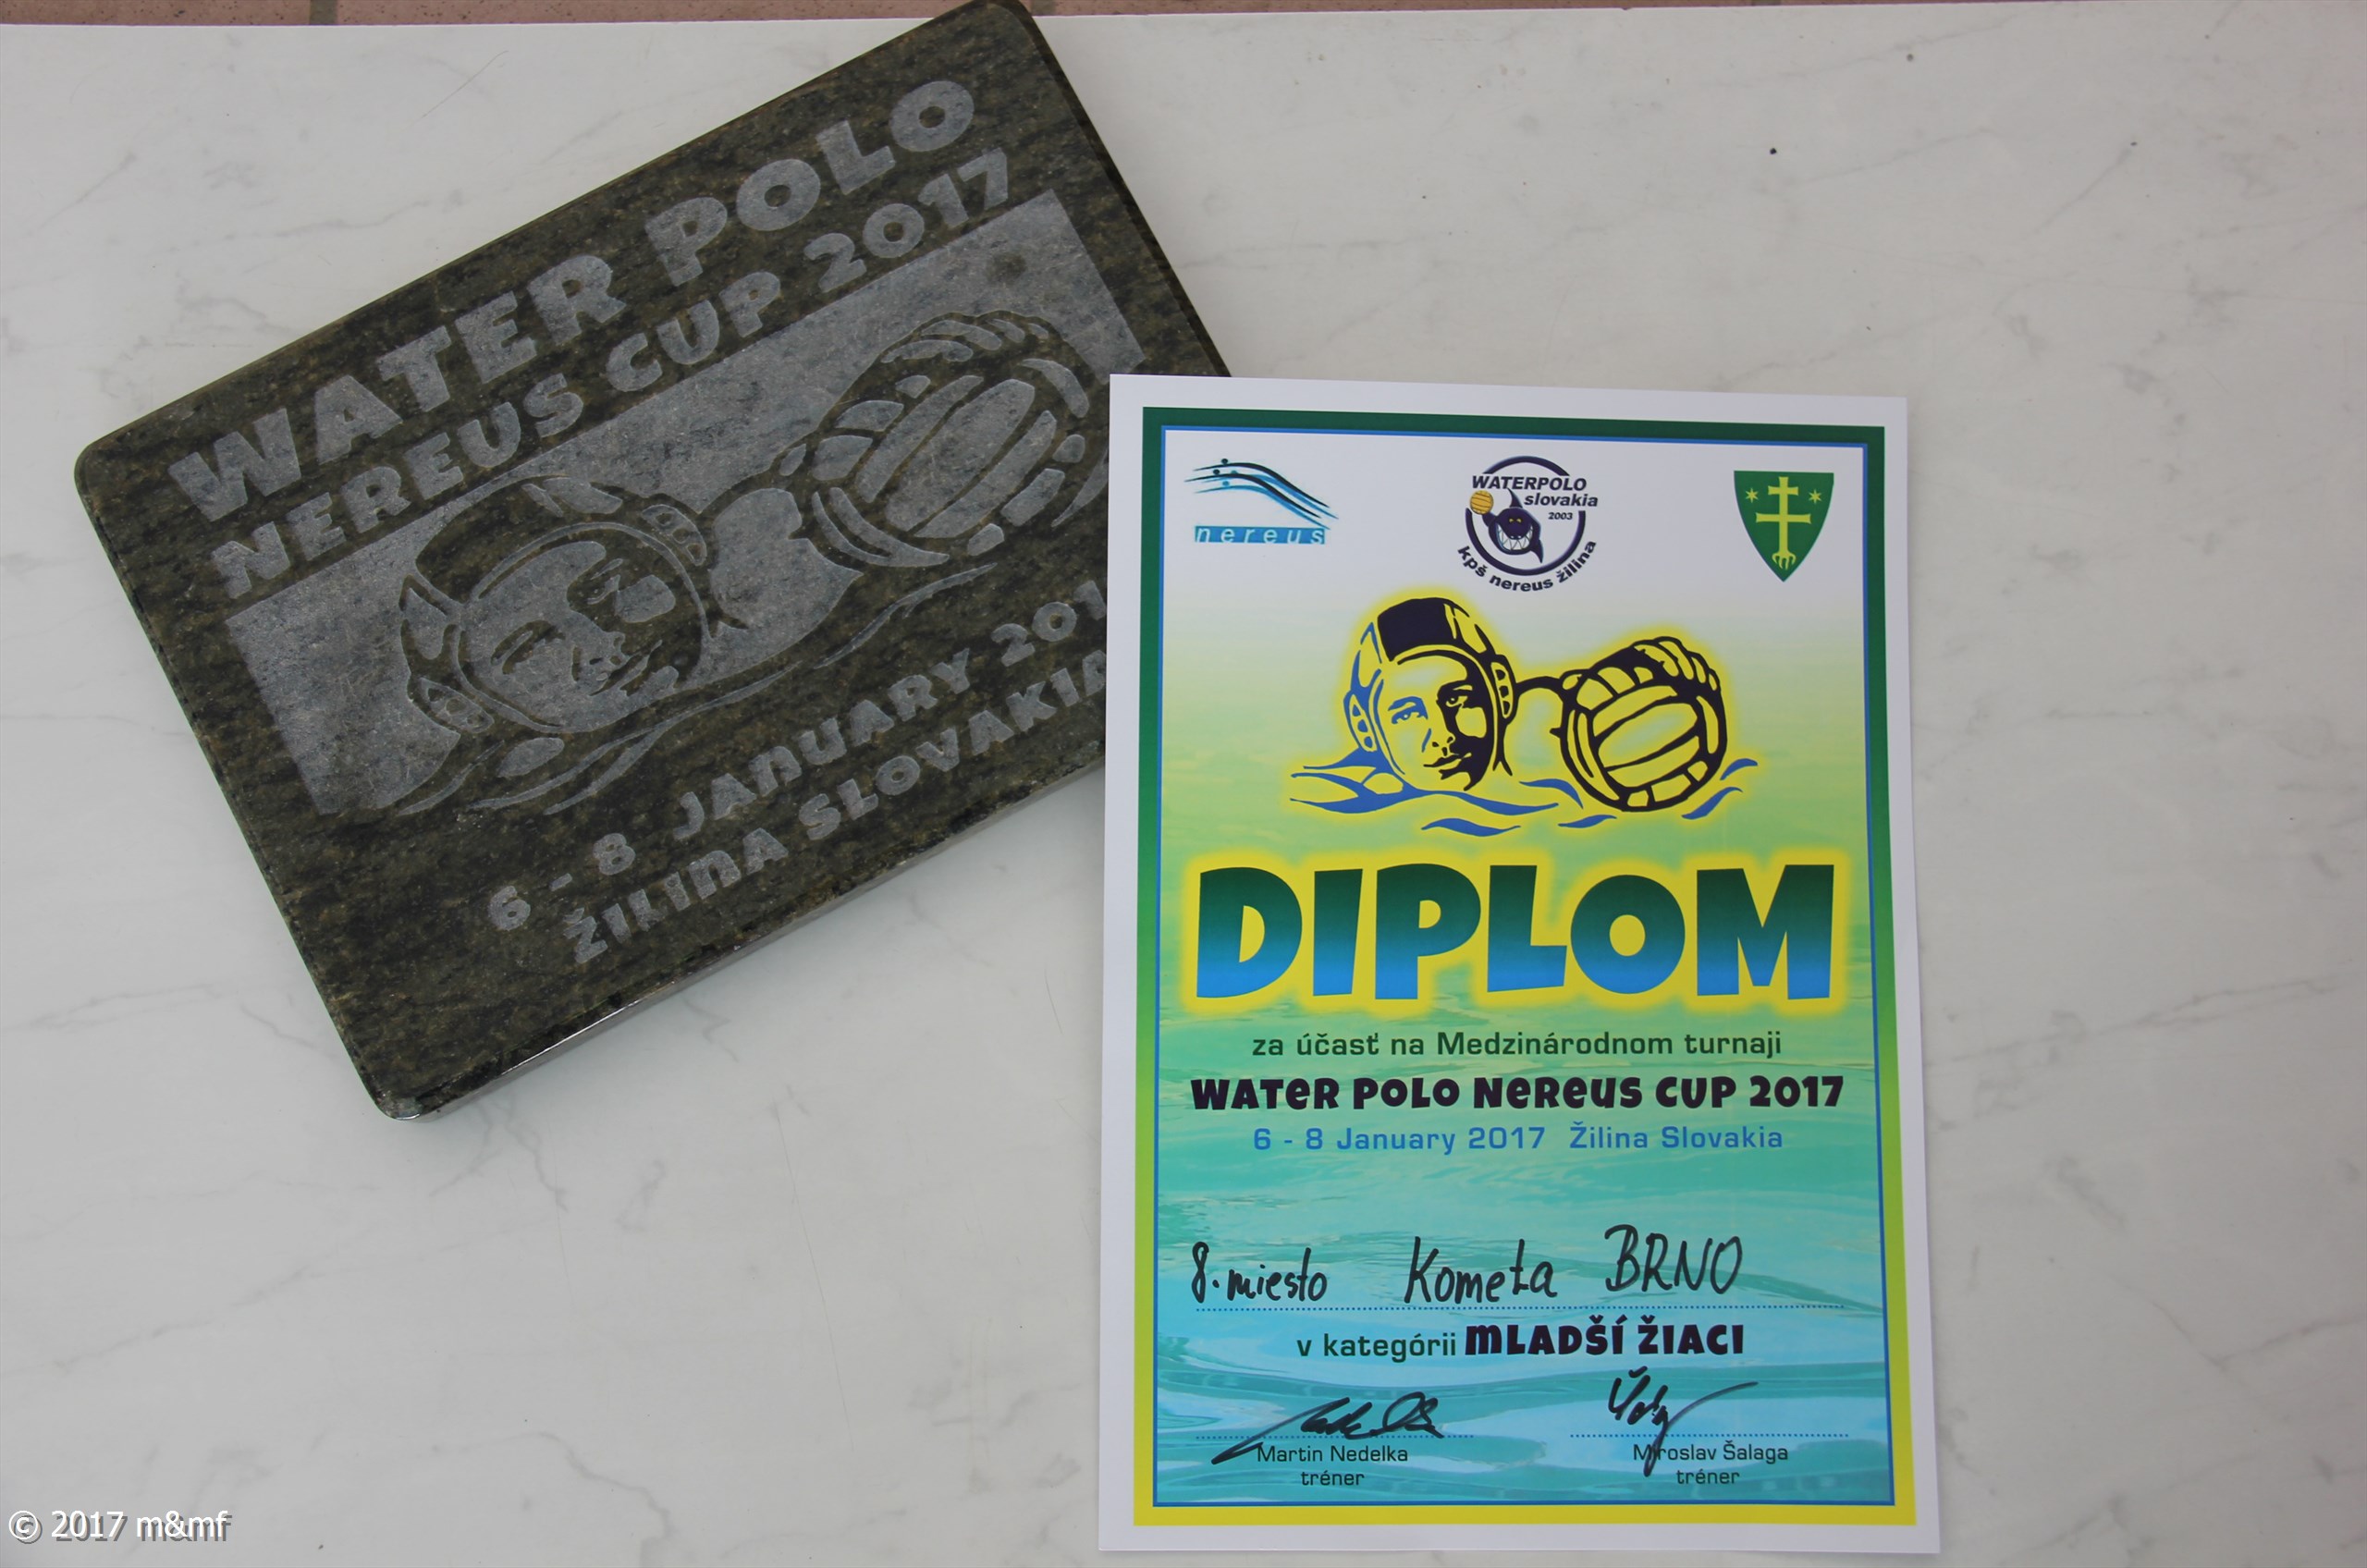 WATER POLO
NEREUS CUP 2017
6 - 8 JANUARY 201
ŽILINA SLOVAKIA
nereus
WATERPOLO
slovakia
2003
kpš nereus žilina
DIPLOM
za účasť na Medzinárodnom turnaji
WATER POLO NEREUS CUP 2017
6 - 8 January 2017 Žilina Slovakia
8. miesto Kometa BRNO
v kategórii MLADŠÍ ŽIACI
Martin Nedelka
tréner
Miroslav Šalaga
tréner
© 2017 m&mf